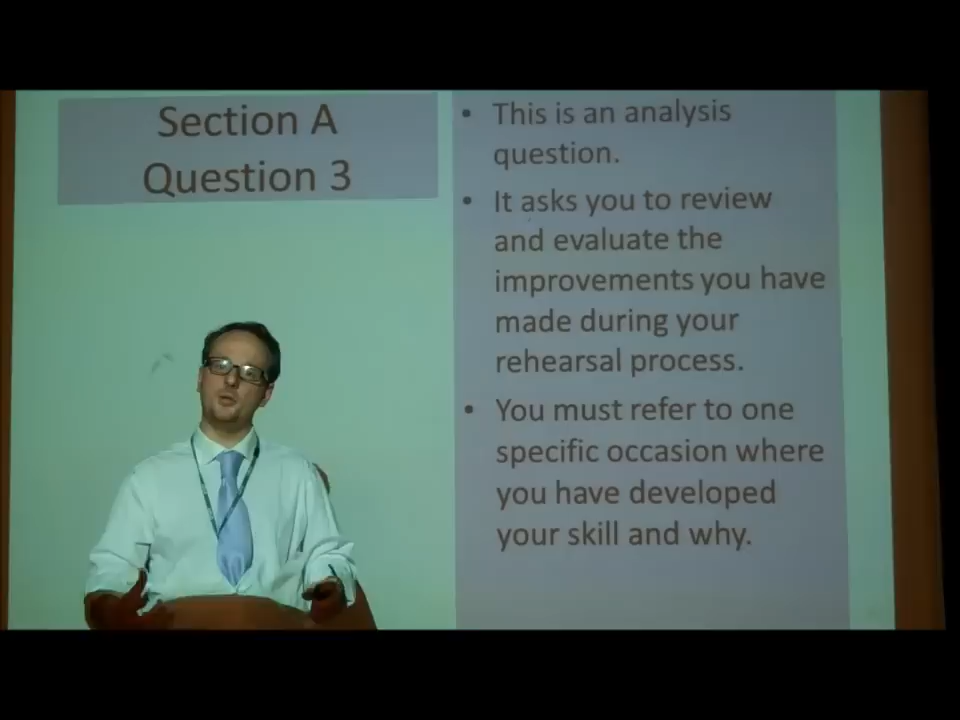 Section A
Question 3
• This is an analysis
question.
• It asks you to review
and evaluate the
improvements you have
made during your
rehearsal process.
• You must refer to one
specific occasion where
you have developed
your skill and why.